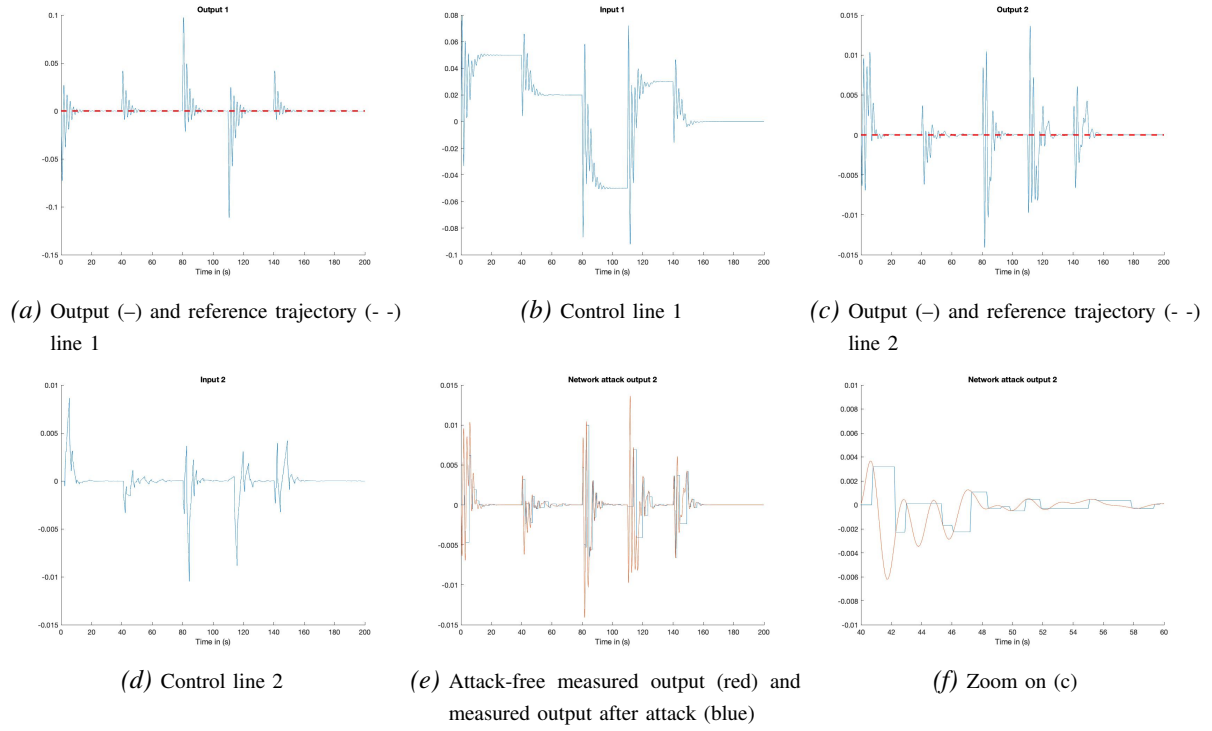 Output 1
0.1
0.05
0
-0.05
-0.1
-0.15
0 20 40 60 80 100 120 140 160 180 200
Time in (s)
(a) Output (–) and reference trajectory (- -)
line 1
Input 1
0.08
0.06
0.04
0.02
0
-0.02
-0.04
-0.06
-0.08
-0.1
0 20 40 60 80 100 120 140 160 180 200
Time in (s)
(b) Control line 1
Output 2
0.015
0.01
0.005
0
-0.005
-0.01
-0.015
0 20 40 60 80 100 120 140 160 180 200
Time in (s)
(c) Output (–) and reference trajectory (- -)
line 2
Input 2
0.01
0.005
0
-0.005
-0.01
-0.015
0 20 40 60 80 100 120 140 160 180 200
Time in (s)
(d) Control line 2
Network attack output 2
0.015
0.01
0.005
0
-0.005
-0.01
-0.015
0 20 40 60 80 100 120 140 160 180 200
Time in (s)
(e) Attack-free measured output (red) and
measured output after attack (blue)
Network attack output 2
0.01
0.008
0.006
0.004
0.002
0
-0.002
-0.004
-0.006
-0.008
-0.01
40 42 44 46 48 50 52 54 56 58 60
Time in (s)
(f) Zoom on (c)